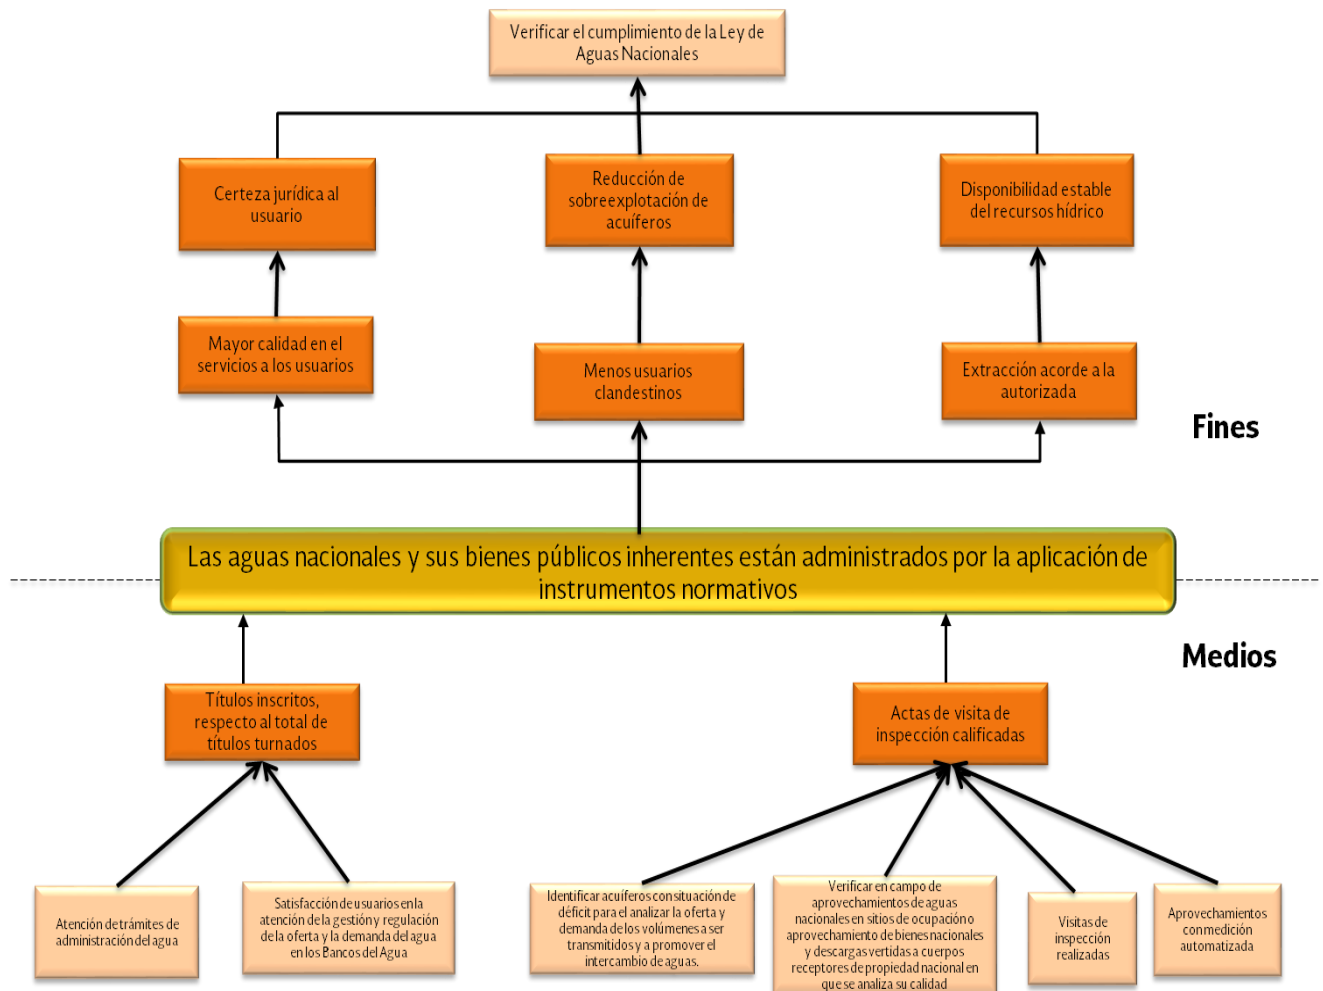 Verificar el cumplimiento de la Ley de
Aguas Nacionales
Certeza jurídica al
usuario
Reducción de
sobreexplotación de
acuíferos
Disponibilidad estable
del recursos hídrico
Mayor calidad en el
servicios a los usuarios
Menos usuarios
clandestinos
Extracción acorde a la
autorizada
Fines
Las aguas nacionales y sus bienes públicos inherentes están administrados por la aplicación de
instrumentos normativos
Medios
Títulos inscritos,
respecto al total de
títulos turnados
Actas de visita de
inspección calificadas
Atención de trámites de
administración del agua
Satisfacción de usuarios en la
atención de la gestión y regulación
de la oferta y la demanda del agua
en los Bancos del Agua
Identificar acuíferos con situación de
déficit para el analizar la oferta y
demanda de los volúmenes a ser
transmitidos y a promover el
intercambio de aguas.
Verificar en campo de
aprovechamientos de aguas
nacionales en sitios de ocupación o
aprovechamiento de bienes nacionales
y descargas vertidas a cuerpos
receptores de propiedad nacional en
que se analiza su calidad
Visitas de
inspección
realizadas
Aprovechamientos
con medición
automatizada